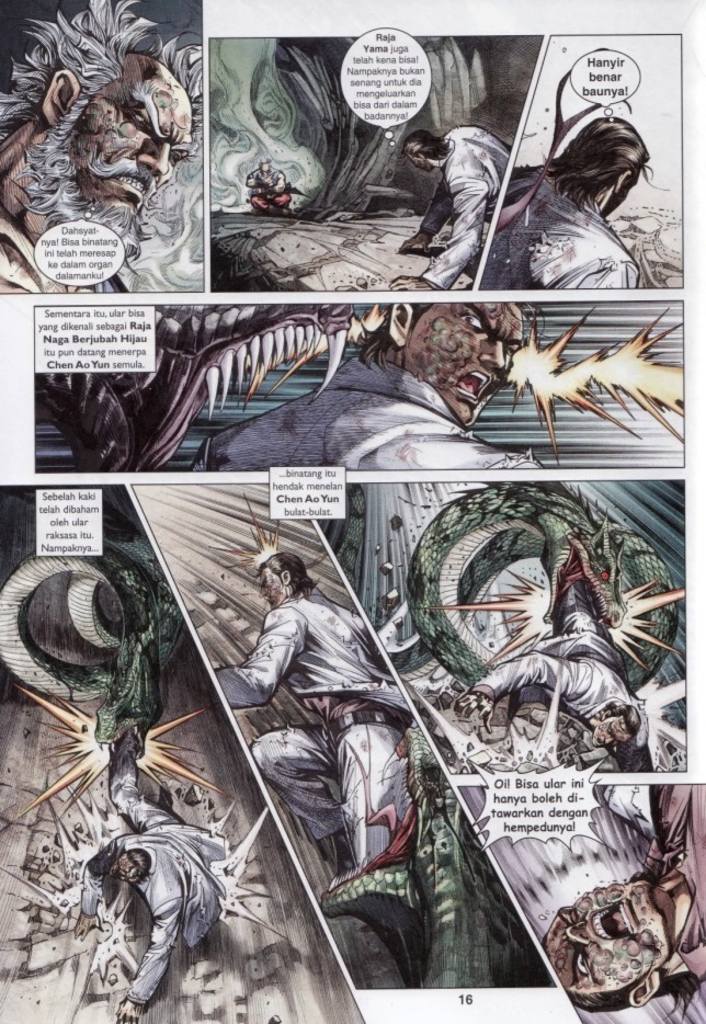 Dahsyat-
nya! Bisa binatang
ini telah meresap
ke dalam organ
dalamanku!
Raja
Yama juga
telah kena bisa!
Nampaknya bukan
senang untuk dia
mengeluarkan
bisa dari dalam
badannya!
Hanyir
benar
baunya!
Sementara itu, ular bisa
yang dikenali sebagai Raja
Naga Berjubah Hijau
itu pun datang menerpa
Chen Ao Yun semula.
Sebelah kaki
telah dibaham
oleh ular
raksasa itu.
Nampaknya...
...binatang itu
hendak menelan
Chen Ao Yun
bulat-bulat.
Oi! Bisa ular ini
hanya boleh di-
tawarkan dengan
hempedunya!
16